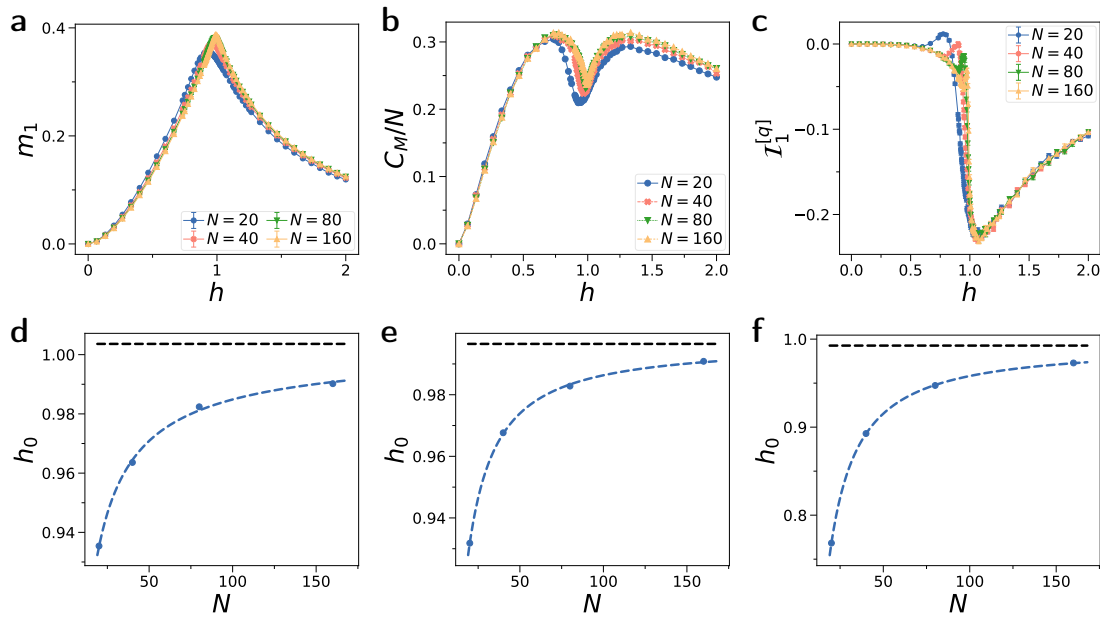 a
0.4
0.2
0.0
m₁
0
1
2
h
N = 20
N = 40
N = 80
N = 160
b
0.3
0.2
0.1
0.0
C_M/N
0.0
0.5
1.0
1.5
2.0
h
N = 20
N = 40
N = 80
N = 160
c
0.0
−0.1
−0.2
ℐ₁^[q]
0.0
0.5
1.0
1.5
2.0
h
N = 20
N = 40
N = 80
N = 160
d
1.00
0.98
0.96
0.94
h₀
50
100
150
N
e
0.98
0.96
0.94
h₀
50
100
150
N
f
1.0
0.9
0.8
h₀
50
100
150
N